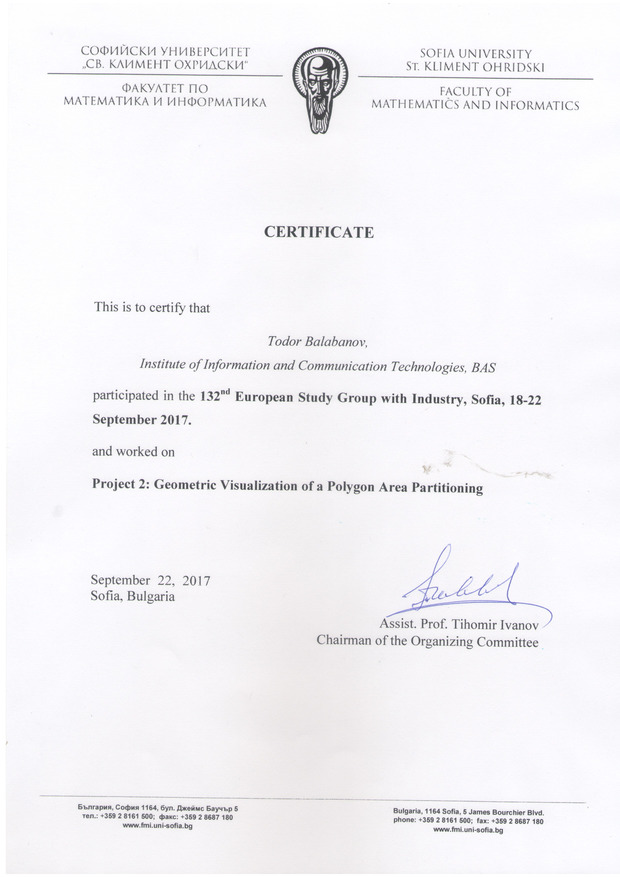 СОФИЙСКИ УНИВЕРСИТЕТ
„СВ. КЛИМЕНТ ОХРИДСКИ“
ФАКУЛТЕТ ПО
МАТЕМАТИКА И ИНФОРМАТИКА
SOFIA UNIVERSITY
ST. KLIMENT OHRIDSKI
FACULTY OF
MATHEMATICS AND INFORMATICS
CERTIFICATE
This is to certify that
Todor Balabanov,
Institute of Information and Communication Technologies, BAS
participated in the 132nd European Study Group with Industry, Sofia, 18-22
September 2017.
and worked on
Project 2: Geometric Visualization of a Polygon Area Partitioning
September 22, 2017
Sofia, Bulgaria
Assist. Prof. Tihomir Ivanov
Chairman of the Organizing Committee
България, София 1164, бул. Джеймс Баучър 5
тел.: +359 2 8161 500; факс: +359 2 8687 180
www.fmi.uni-sofia.bg
Bulgaria, 1164 Sofia, 5 James Bourchier Blvd.
phone: +359 2 8161 500; fax: +359 2 8687 180
www.fmi.uni-sofia.bg